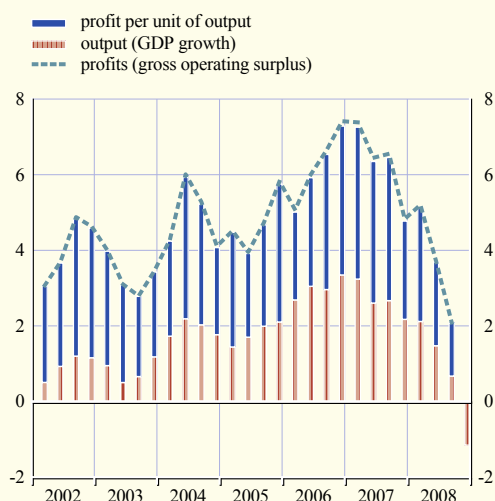 profit per unit of output
output (GDP growth)
profits (gross operating surplus)
8 8
6 6
4 4
2 2
0 0
-2 -2
2002 2003 2004 2005 2006 2007 2008